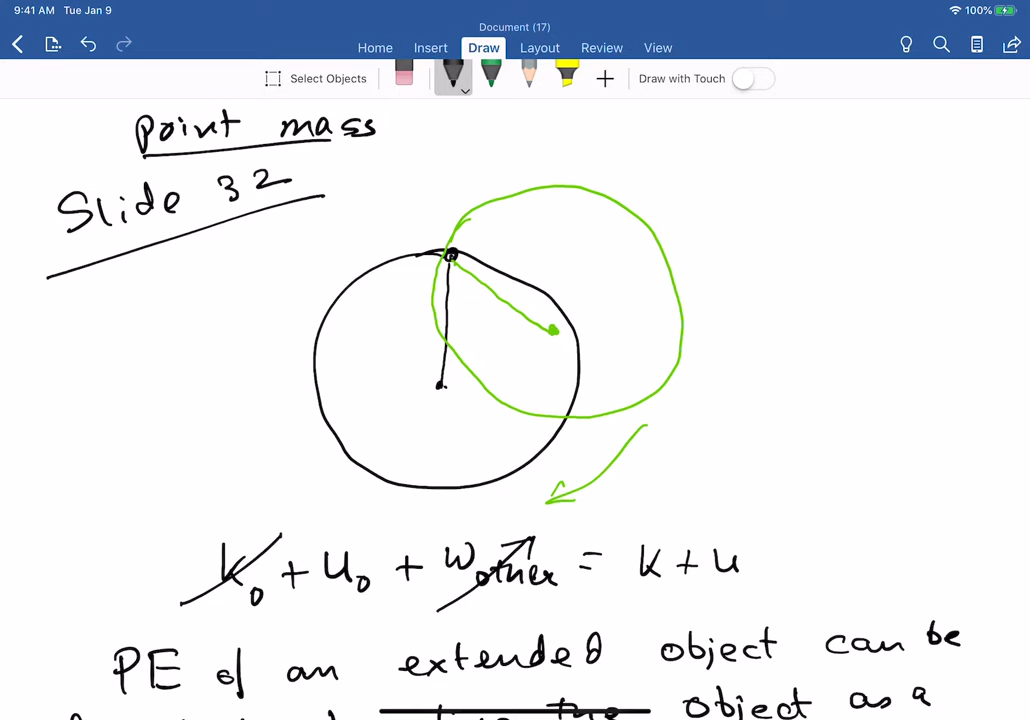 9:41 AM Tue Jan 9
100%
Document (17)
Home Insert Draw Layout Review View
Select Objects
Draw with Touch
Point mass
Slide 32
K₀ + U₀ + Wother = K + U
PE of an extended object can be
the object as a